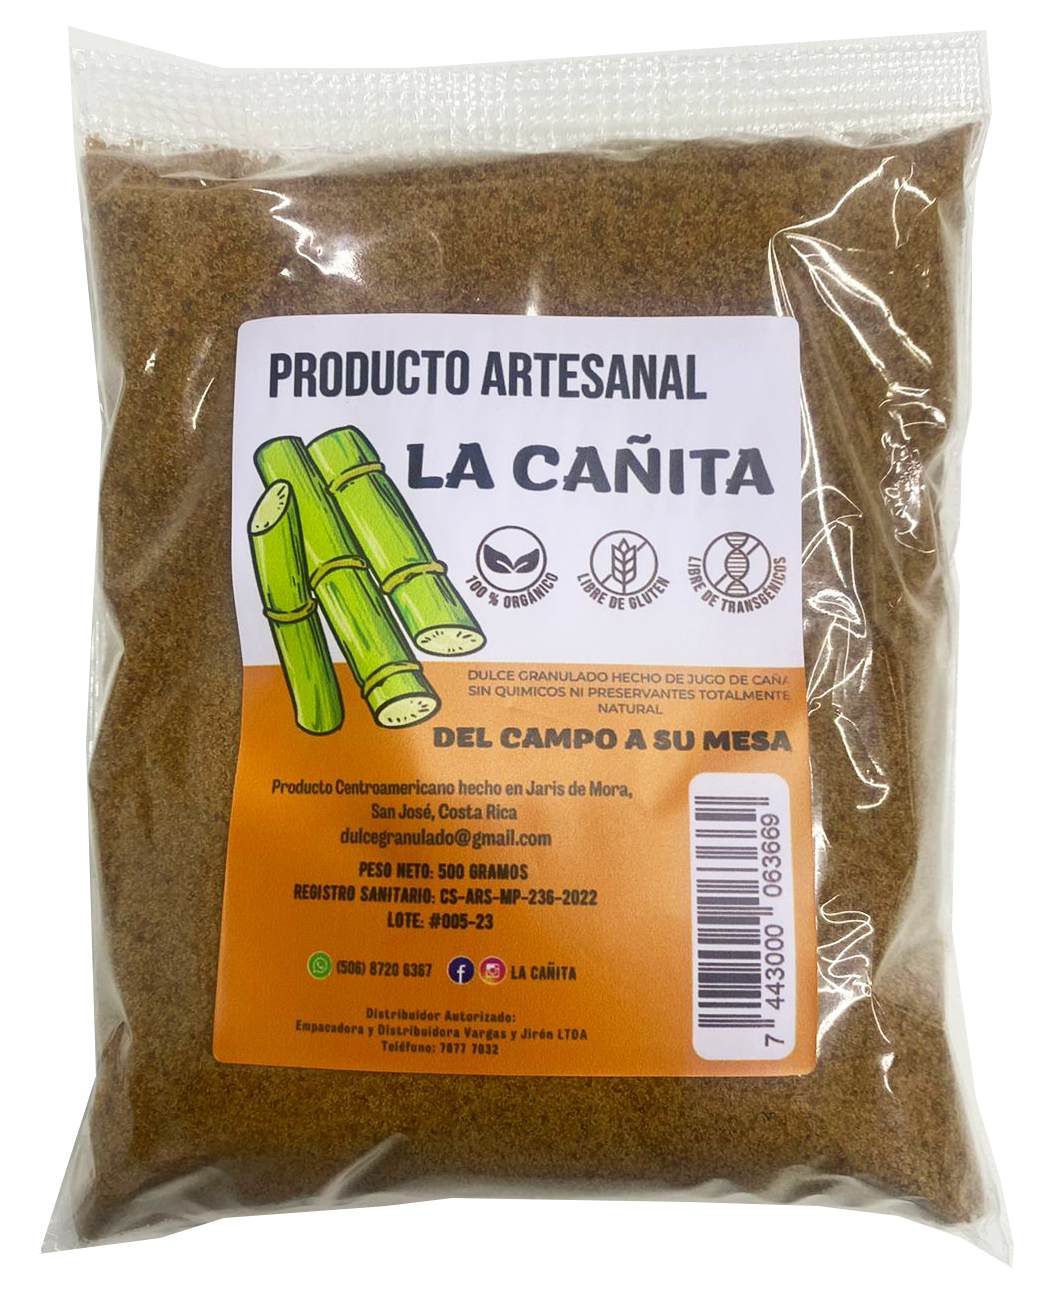 PRODUCTO ARTESANAL
LA CAÑITA
100 % ORGÁNICO
LIBRE DE GLUTEN
LIBRE DE TRANSGÉNICOS
DULCE GRANULADO HECHO DE JUGO DE CAÑA
SIN QUIMICOS NI PRESERVANTES TOTALMENTE
NATURAL
DEL CAMPO A SU MESA
Producto Centroamericano hecho en Jaris de Mora,
San José, Costa Rica
dulcegranulado@gmail.com
PESO NETO: 500 GRAMOS
REGISTRO SANITARIO: CS-ARS-MP-236-2022
LOTE: #005-23
(506) 8720 6367
LA CAÑITA
Distribuidor Autorizado:
Empacadora y Distribuidora Vargas y Jirón LTDA
Teléfono: 7077 7032
7 443000 063669